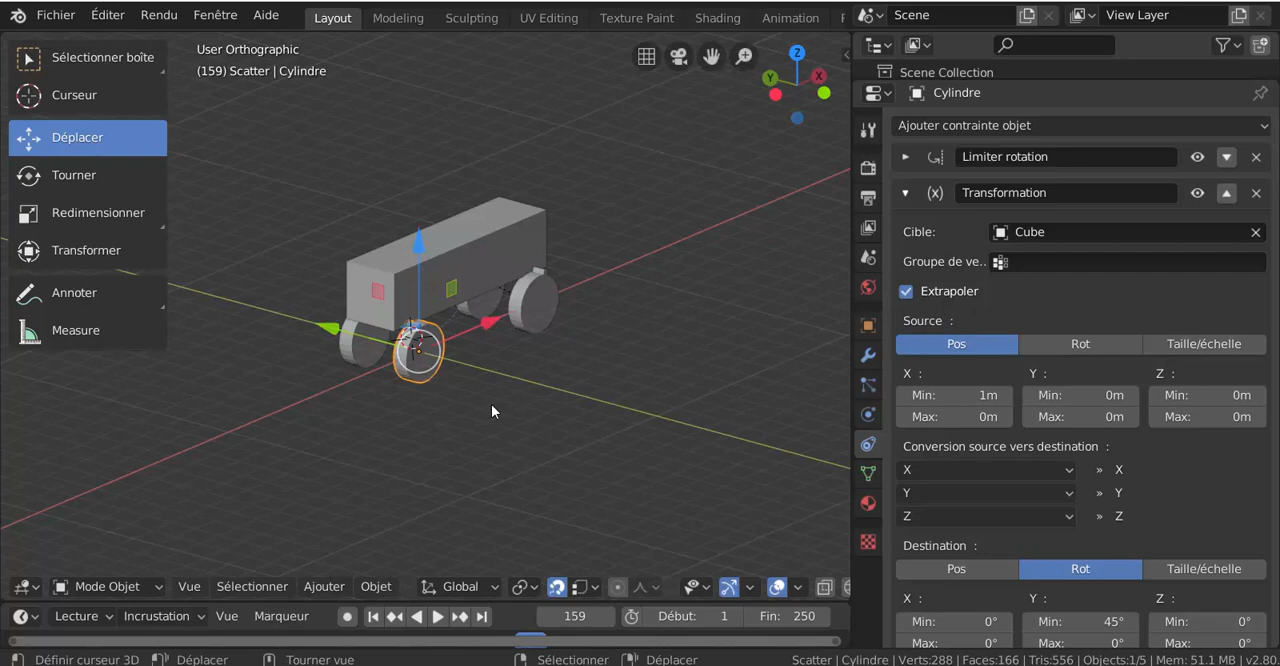 Fichier Éditer Rendu Fenêtre Aide Layout Modeling Sculpting UV Editing Texture Paint Shading Animation Scene View Layer
Sélectionner boîte
Curseur
Déplacer
Tourner
Redimensionner
Transformer
Annoter
Measure
User Orthographic
(159) Scatter | Cylindre
Z
Y
X
Scene Collection
Cylindre
Ajouter contrainte objet
Limiter rotation
(x) Transformation
Cible: Cube
Groupe de ve..
Extrapoler
Source :
Pos Rot Taille/échelle
X : Y : Z :
Min: 1m Min: 0m Min: 0m
Max: 0m Max: 0m Max: 0m
Conversion source vers destination :
X » X
Y » Y
Z » Z
Destination :
Pos Rot Taille/échelle
X : Y : Z :
Min: 0° Min: 45° Min: 0°
Max: 0° Max: 0° Max: 0°
Mode Objet Vue Sélectionner Ajouter Objet Global
Lecture Incrustation Vue Marqueur 159 Début: 1 Fin: 250
Définir curseur 3D Déplacer Tourner vue Sélectionner Déplacer Scatter | Cylindre | Verts:288 | Faces:166 | Tris:556 | Objects:1/5 | Mem: 51.1 MB | v2.80